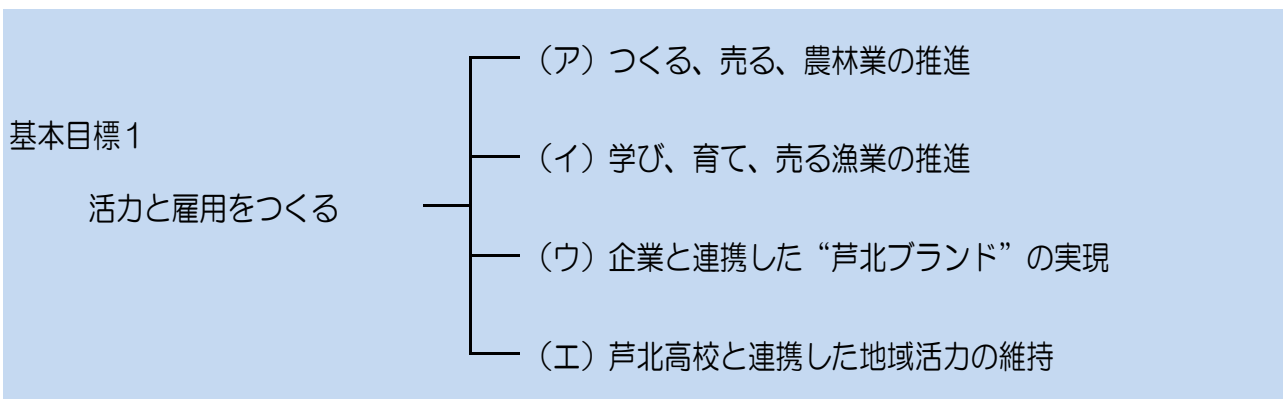 基本目標１
活力と雇用をつくる
（ア）つくる、売る、農林業の推進
（イ）学び、育て、売る漁業の推進
（ウ）企業と連携した“芦北ブランド”の実現
（エ）芦北高校と連携した地域活力の維持